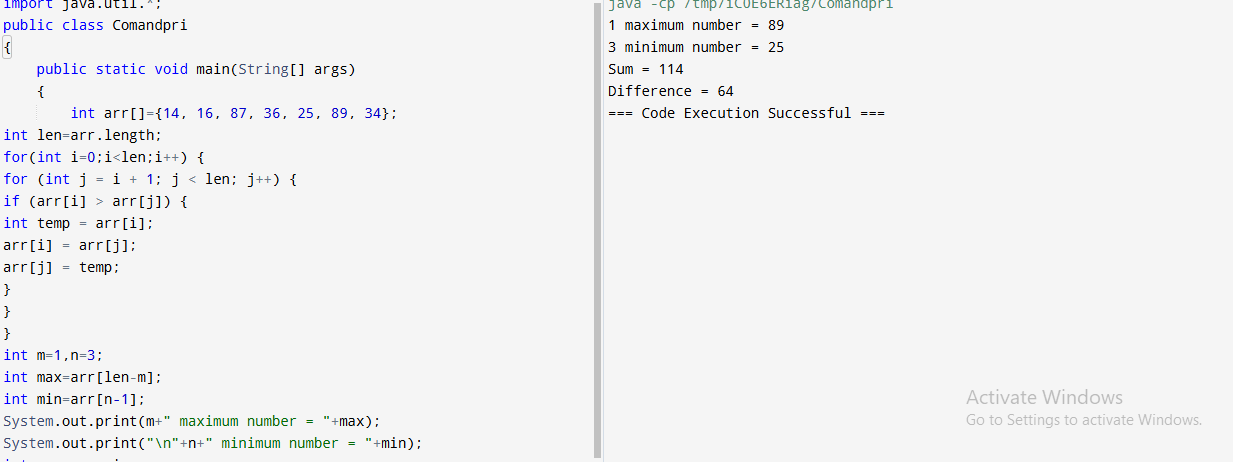 import java.util.*;
public class Comandpri
{
public static void main(String[] args)
{
int arr[]={14, 16, 87, 36, 25, 89, 34};
int len=arr.length;
for(int i=0;i<len;i++) {
for (int j = i + 1; j < len; j++) {
if (arr[i] > arr[j]) {
int temp = arr[i];
arr[i] = arr[j];
arr[j] = temp;
}
}
}
int m=1,n=3;
int max=arr[len-m];
int min=arr[n-1];
System.out.print(m+" maximum number = "+max);
System.out.print("\n"+n+" minimum number = "+min);
java -cp /tmp/iCOE6ERiag/Comandpri
1 maximum number = 89
3 minimum number = 25
Sum = 114
Difference = 64
=== Code Execution Successful ===
Activate Windows
Go to Settings to activate Windows.